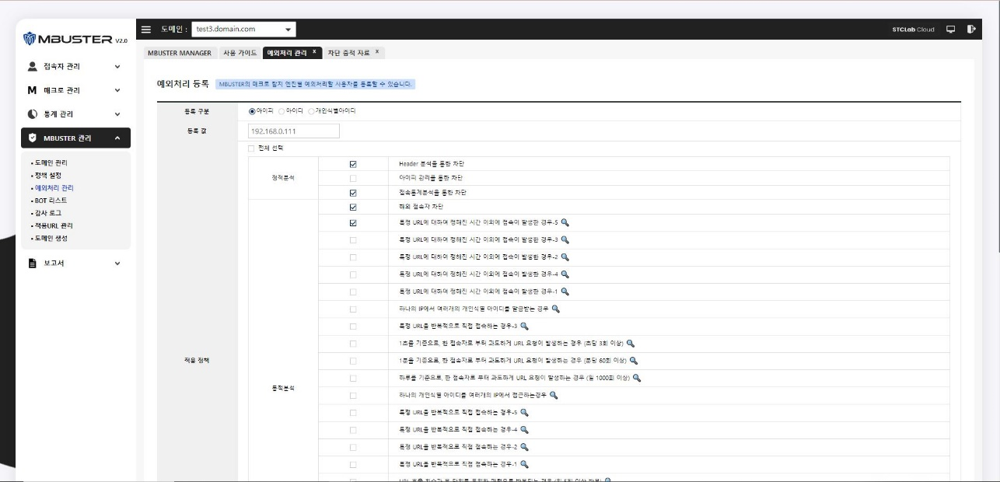 MBUSTER V2.0
도메인 : test3.domain.com
STCLab Cloud
MBUSTER MANAGER 사용 가이드 예외처리 관리 x 차단 증적 자료 x
접속자 관리
매크로 관리
통계 관리
MBUSTER 관리
• 도메인 관리
• 정책 설정
• 예외처리 관리
• BOT 리스트
• 감사 로그
• 적용URL 관리
• 도메인 생성
보고서
예외처리 등록 MBUSTER의 매크로 탐지 엔진별 예외처리할 사용자를 등록할 수 있습니다.
등록 구분 아이피 아이디 개인식별아이디
등록 값 192.168.0.111
전체 선택
적용 정책
정적분석
Header 분석을 통한 차단
아이피 관리를 통한 차단
접속통계분석을 통한 차단
동적분석
해외 접속자 차단
특정 URL에 대하여 정해진 시간 이외에 접속이 발생한 경우-5
특정 URL에 대하여 정해진 시간 이외에 접속이 발생한 경우-3
특정 URL에 대하여 정해진 시간 이외에 접속이 발생한 경우-2
특정 URL에 대하여 정해진 시간 이외에 접속이 발생한 경우-4
특정 URL에 대하여 정해진 시간 이외에 접속이 발생한 경우-1
하나의 IP에서 여러개의 개인식별 아이디를 발급받는 경우
특정 URL을 반복적으로 직접 접속하는 경우-3
1초를 기준으로, 한 접속자로 부터 과도하게 URL 요청이 발생하는 경우 (초당 3회 이상)
1분을 기준으로, 한 접속자로 부터 과도하게 URL 요청이 발생하는 경우 (분당 60회 이상)
하루를 기준으로, 한 접속자로 부터 과도하게 URL 요청이 발생하는 경우 (일 1000회 이상)
하나의 개인식별 아이디를 여러개의 IP에서 접근하는경우
특정 URL을 반복적으로 직접 접속하는 경우-5
특정 URL을 반복적으로 직접 접속하는 경우-4
특정 URL을 반복적으로 직접 접속하는 경우-2
특정 URL을 반복적으로 직접 접속하는 경우-1